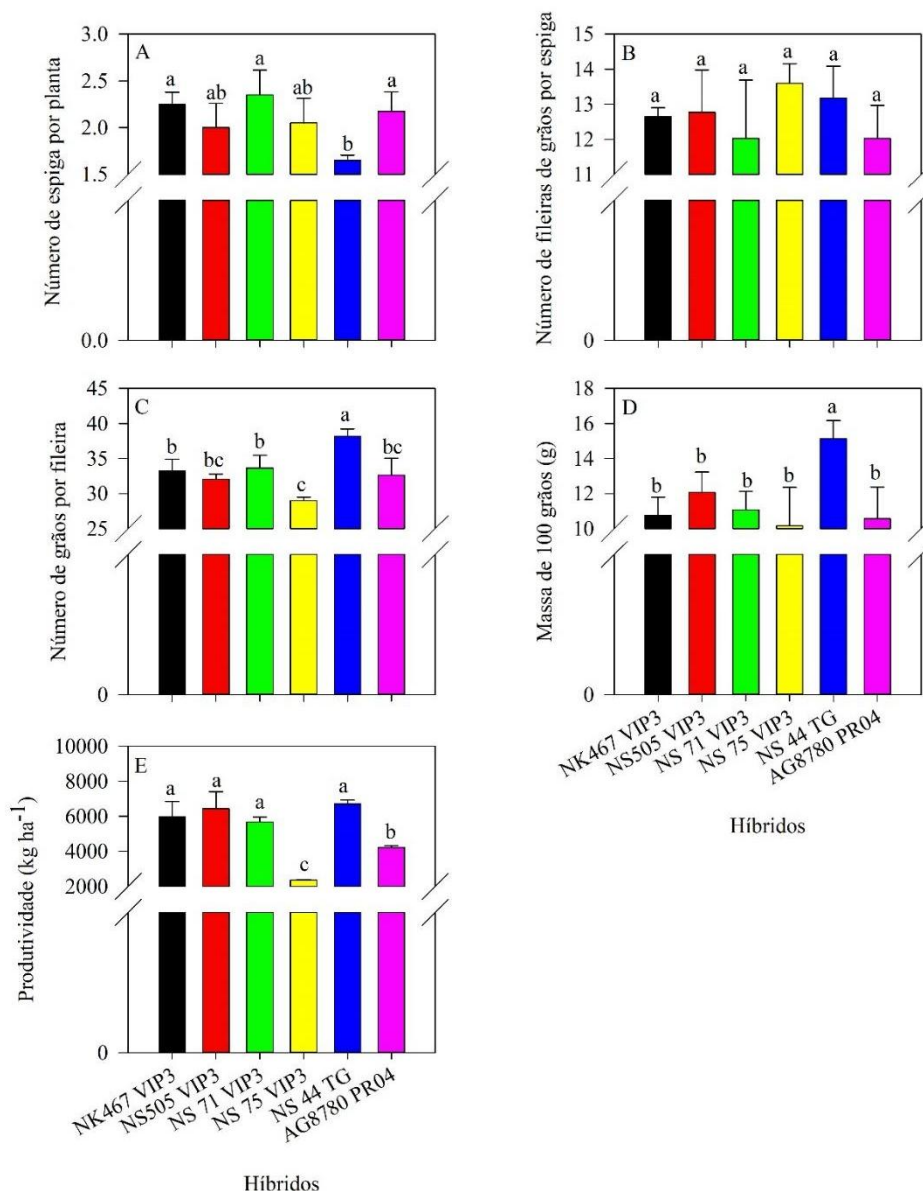 A
Número de espiga por planta
3.0
2.5
2.0
1.5
0.0
a
ab
a
ab
b
a
B
Número de fileiras de grãos por espiga
15
14
13
12
11
0
a
a
a
a
a
a
C
Número de grãos por fileira
45
40
35
30
25
0
b
bc
b
c
a
bc
D
Massa de 100 grãos (g)
18
16
14
12
10
0
b
b
b
b
a
b
NK467 VIP3
NS505 VIP3
NS 71 VIP3
NS 75 VIP3
NS 44 TG
AG8780 PR04
Híbridos
E
Produtividade (kg ha⁻¹)
10000
8000
6000
4000
2000
0
a
a
a
c
a
b
NK467 VIP3
NS505 VIP3
NS 71 VIP3
NS 75 VIP3
NS 44 TG
AG8780 PR04
Híbridos